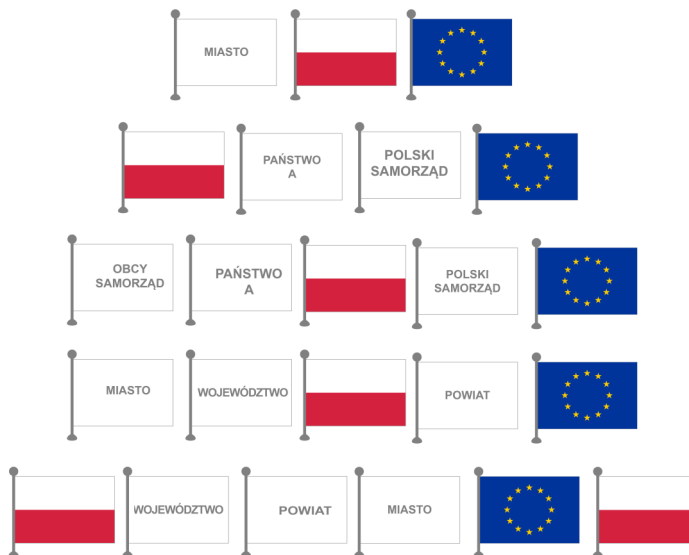 MIASTO
PAŃSTWO
A
POLSKI
SAMORZĄD
OBCY
SAMORZĄD
PAŃSTWO
A
POLSKI
SAMORZĄD
MIASTO
WOJEWÓDZTWO
POWIAT
WOJEWÓDZTWO
POWIAT
MIASTO